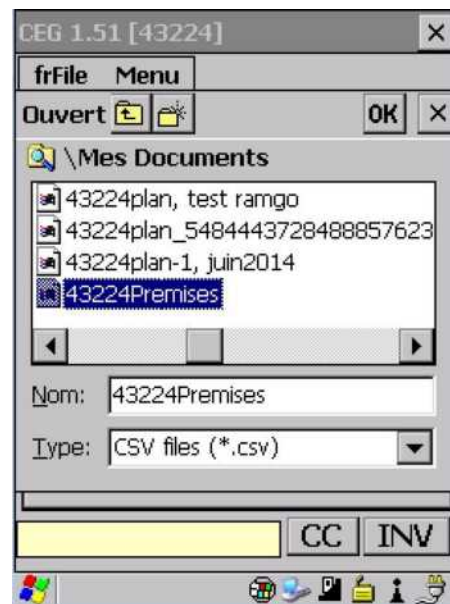 CEG 1.51 [43224]
frFile Menu
Ouvert OK
\Mes Documents
43224plan, test ramgo
43224plan_5484443728488857623
43224plan-1, juin2014
43224Premises
Nom: 43224Premises
Type: CSV files (*.csv)
CC INV